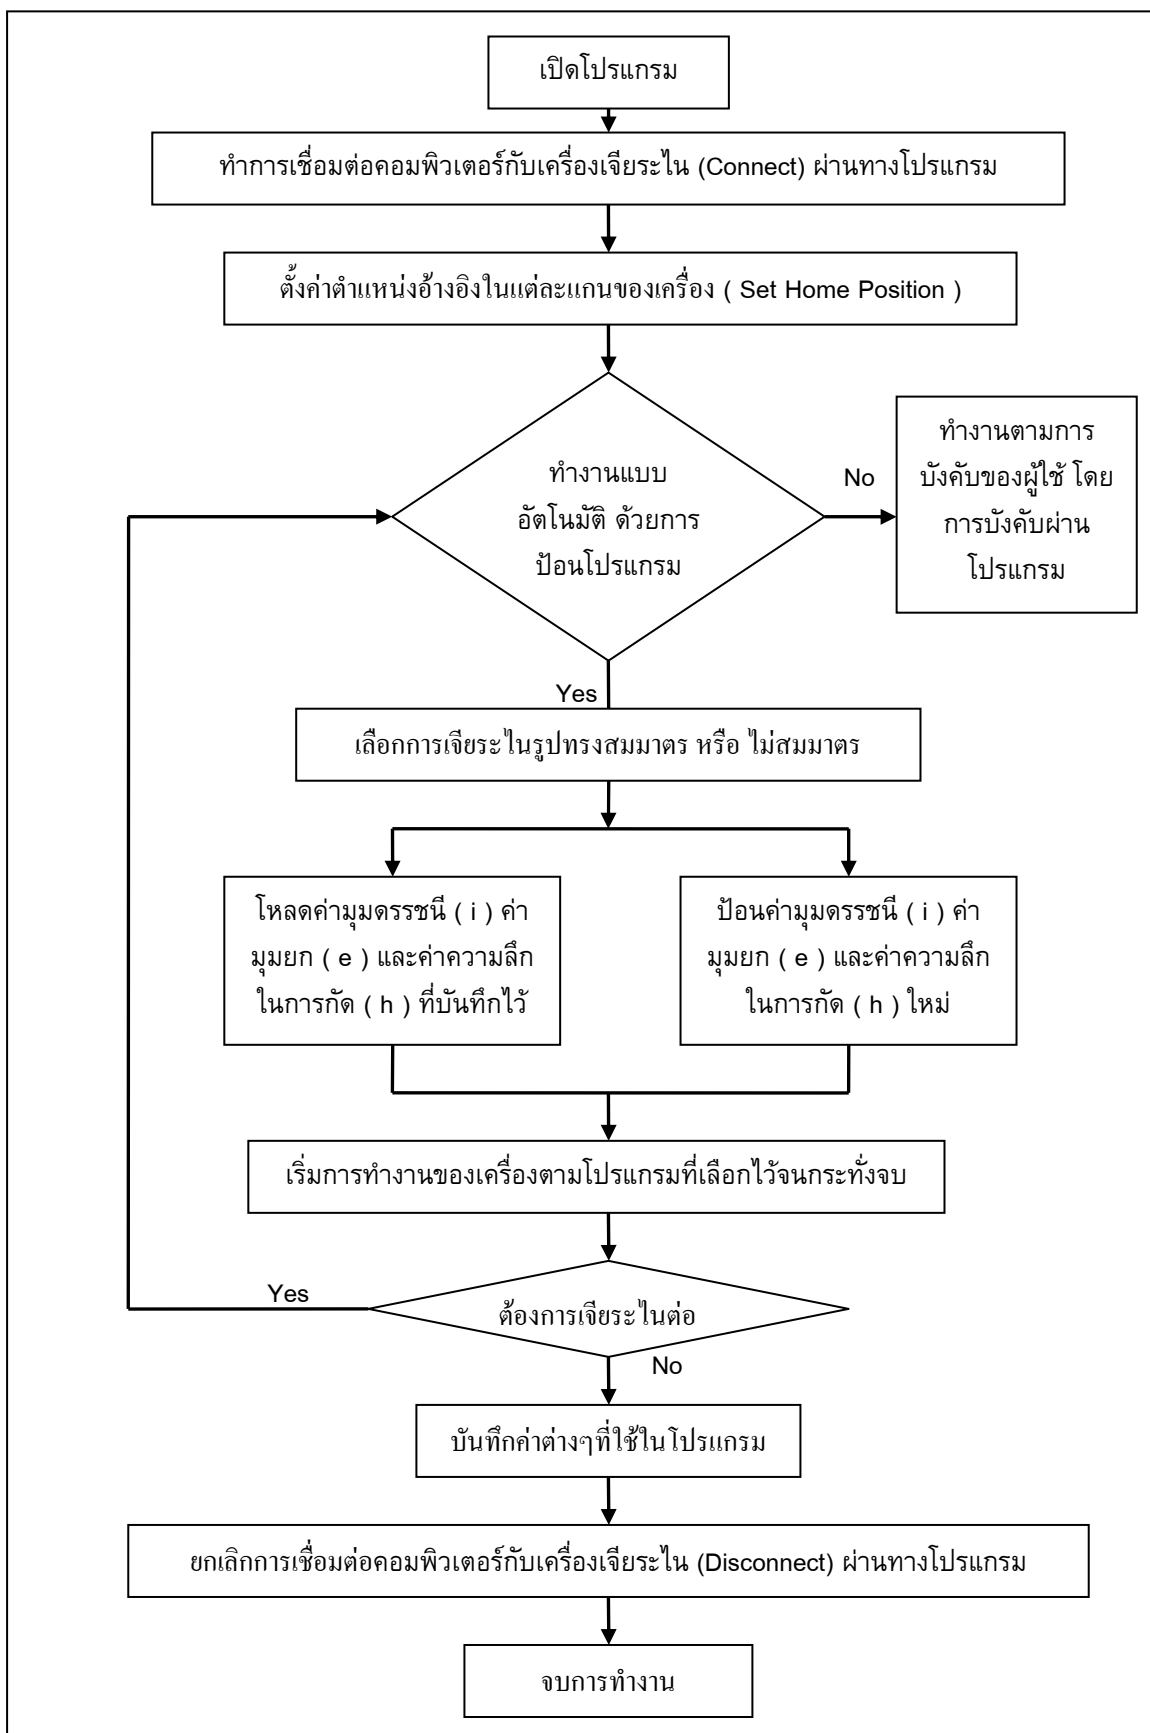 เปิดโปรแกรม
ทำการเชื่อมต่อคอมพิวเตอร์กับเครื่องเจียระไน (Connect) ผ่านทางโปรแกรม
ตั้งค่าตำแหน่งอ้างอิงในแต่ละแกนของเครื่อง ( Set Home Position )
ทำงานแบบ
อัตโนมัติ ด้วยการ
ป้อนโปรแกรม
No
ทำงานตามการ
บังคับของผู้ใช้ โดย
การบังคับผ่าน
โปรแกรม
Yes
เลือกการเจียระไนรูปทรงสมมาตร หรือ ไม่สมมาตร
โหลดค่ามุมดรรชนี ( i ) ค่า
มุมยก ( e ) และค่าความลึก
ในการกัด ( h ) ที่บันทึกไว้
ป้อนค่ามุมดรรชนี ( i ) ค่า
มุมยก ( e ) และค่าความลึก
ในการกัด ( h ) ใหม่
เริ่มการทำงานของเครื่องตามโปรแกรมที่เลือกไว้จนกระทั่งจบ
Yes
ต้องการเจียระไนต่อ
No
บันทึกค่าต่างๆที่ใช้ในโปรแกรม
ยกเลิกการเชื่อมต่อคอมพิวเตอร์กับเครื่องเจียระไน (Disconnect) ผ่านทางโปรแกรม
จบการทำงาน